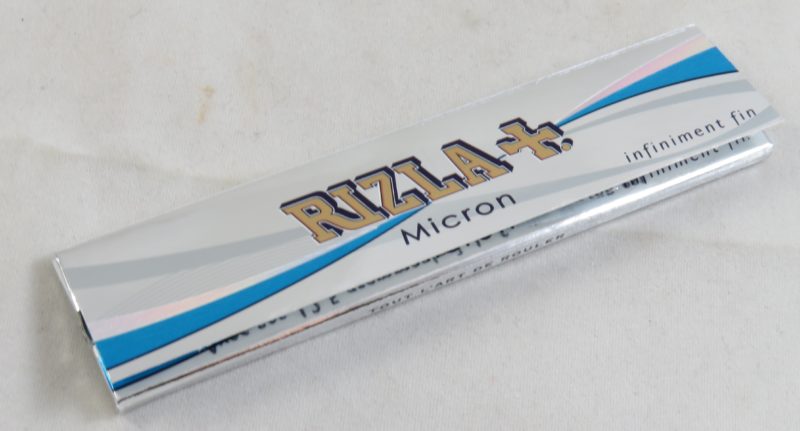 RIZLA+.
Micron
infiniment fin
TOUT L'ART DE ROULER